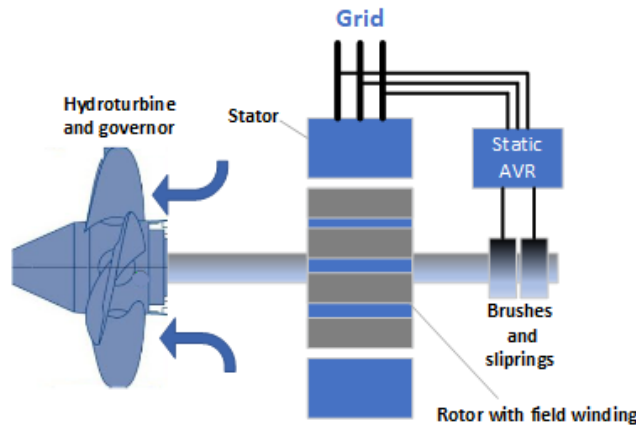 Grid
Hydroturbine
and governor
Stator
Static
AVR
Brushes
and
sliprings
Rotor with field winding